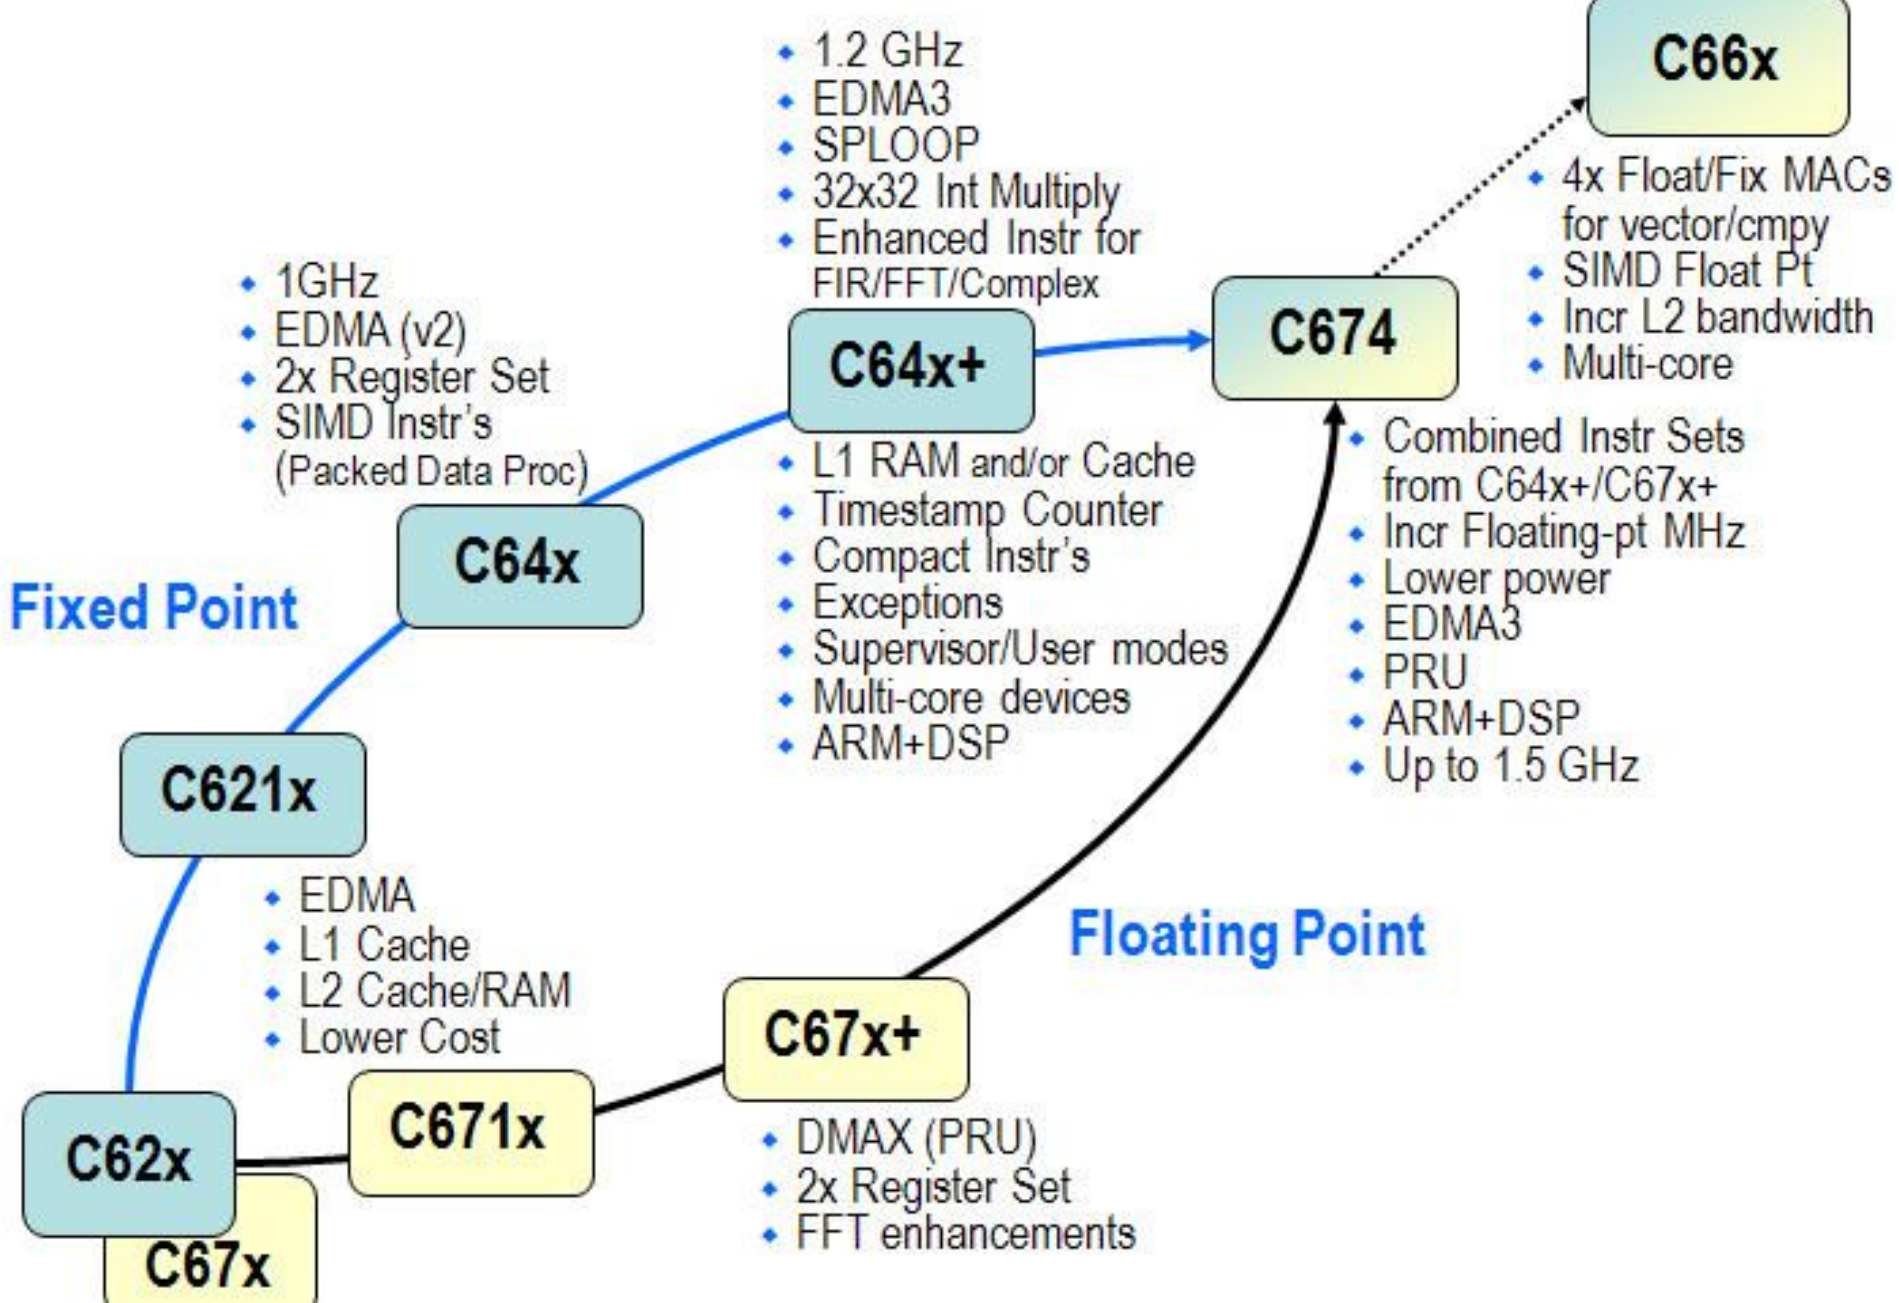 C66x
◆ 4x Float/Fix MACs
for vector/cmpy
◆ SIMD Float Pt
◆ Incr L2 bandwidth
◆ Multi-core
◆ 1.2 GHz
◆ EDMA3
◆ SPLOOP
◆ 32x32 Int Multiply
◆ Enhanced Instr for
FIR/FFT/Complex
C64x+
◆ L1 RAM and/or Cache
◆ Timestamp Counter
◆ Compact Instr's
◆ Exceptions
◆ Supervisor/User modes
◆ Multi-core devices
◆ ARM+DSP
C674
◆ Combined Instr Sets
from C64x+/C67x+
◆ Incr Floating-pt MHz
◆ Lower power
◆ EDMA3
◆ PRU
◆ ARM+DSP
◆ Up to 1.5 GHz
◆ 1GHz
◆ EDMA (v2)
◆ 2x Register Set
◆ SIMD Instr's
(Packed Data Proc)
C64x
Fixed Point
C621x
◆ EDMA
◆ L1 Cache
◆ L2 Cache/RAM
◆ Lower Cost
Floating Point
C67x+
◆ DMAX (PRU)
◆ 2x Register Set
◆ FFT enhancements
C671x
C62x
C67x